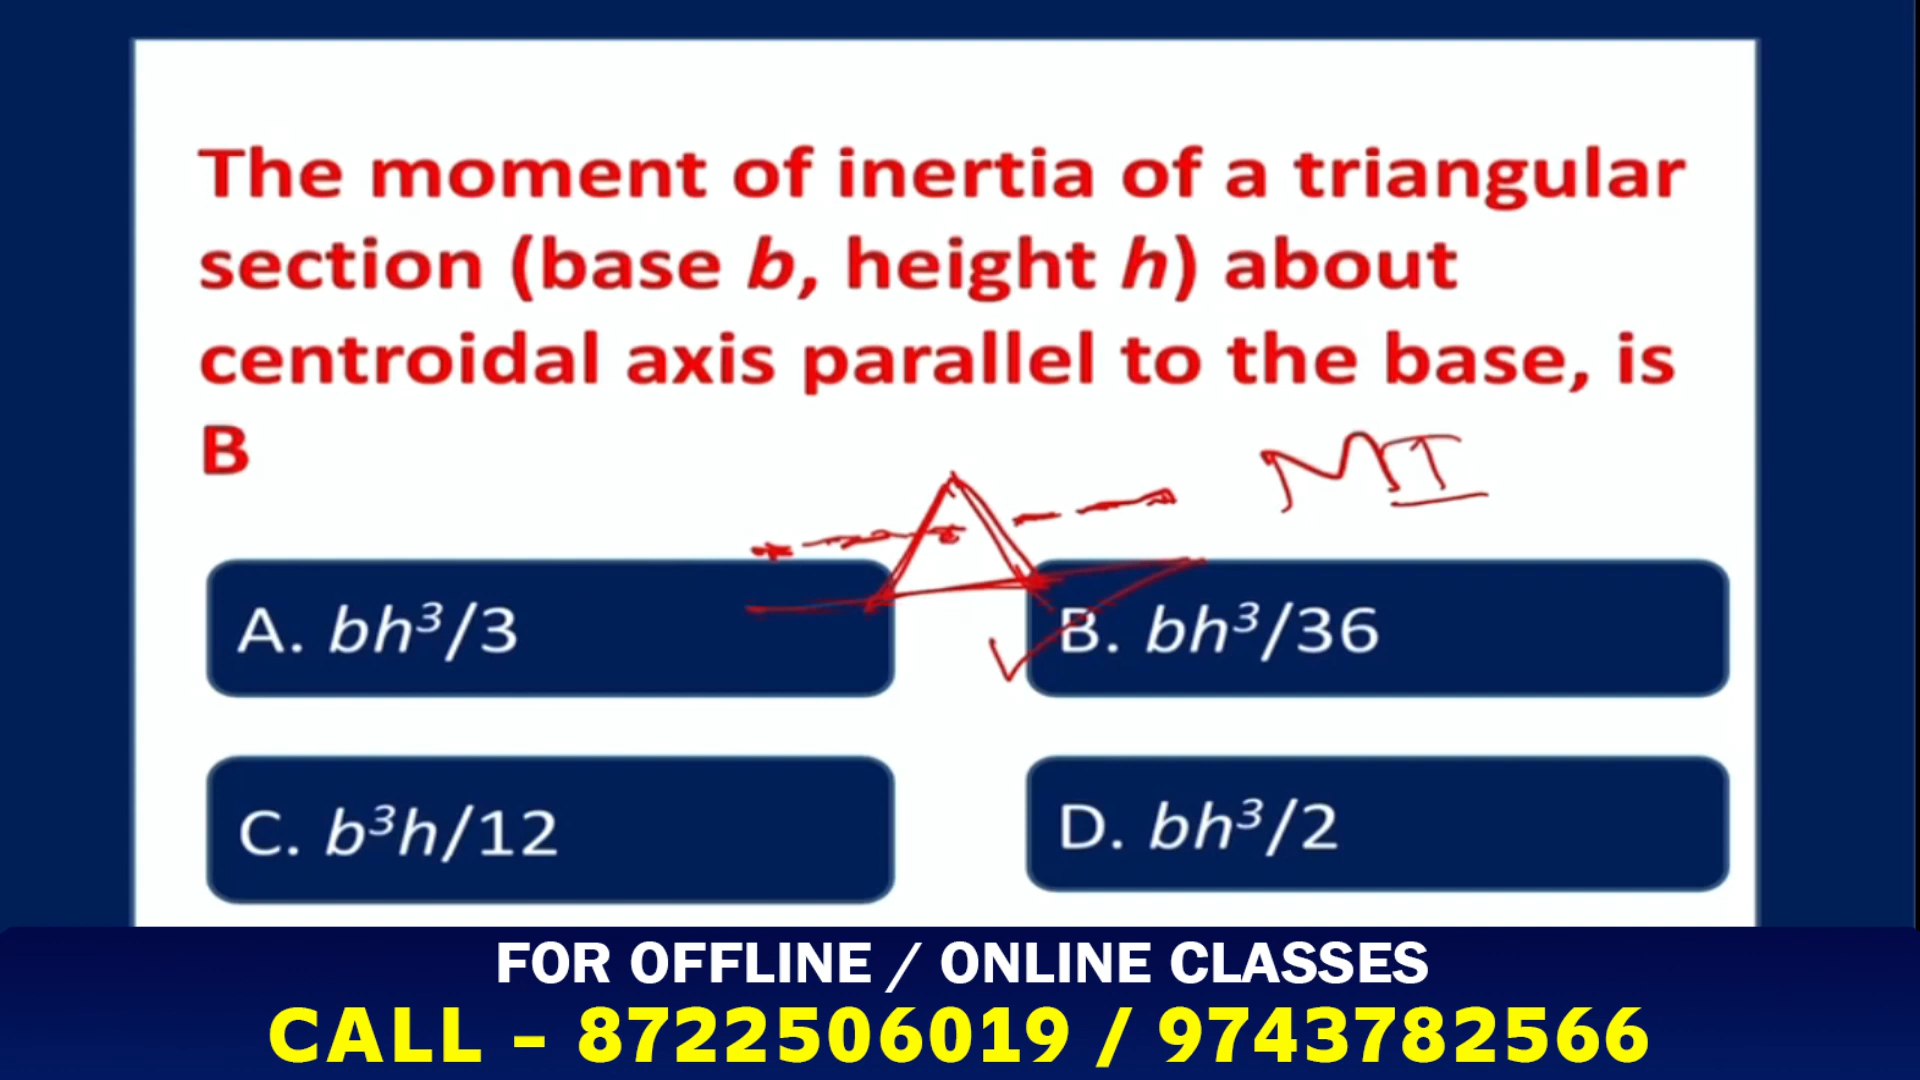 The moment of inertia of a triangular
section (base b, height h) about
centroidal axis parallel to the base, is
B
MI
A. bh³/3
B. bh³/36
C. b³h/12
D. bh³/2
FOR OFFLINE / ONLINE CLASSES
CALL – 8722506019 / 9743782566